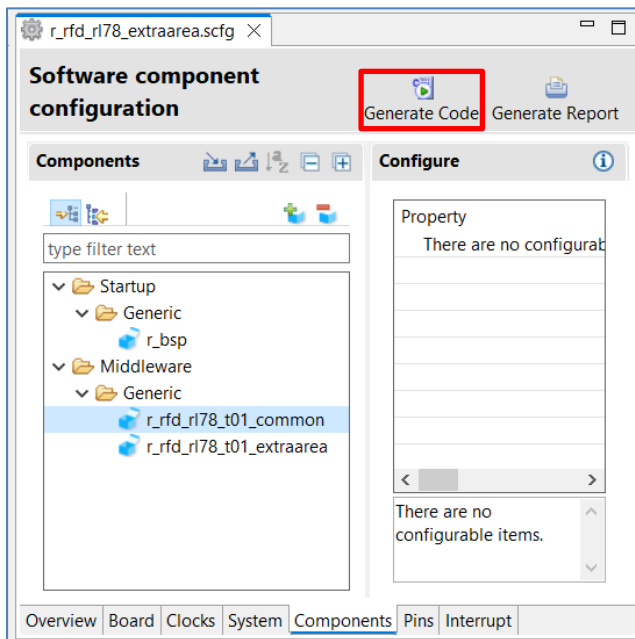 r_rfd_rl78_extraarea.scfg
Software component
configuration
Generate Code
Generate Report
Components
Configure
type filter text
Startup
Generic
r_bsp
Middleware
Generic
r_rfd_rl78_t01_common
r_rfd_rl78_t01_extraarea
Property
There are no configurab
There are no
configurable items.
Overview Board Clocks System Components Pins Interrupt